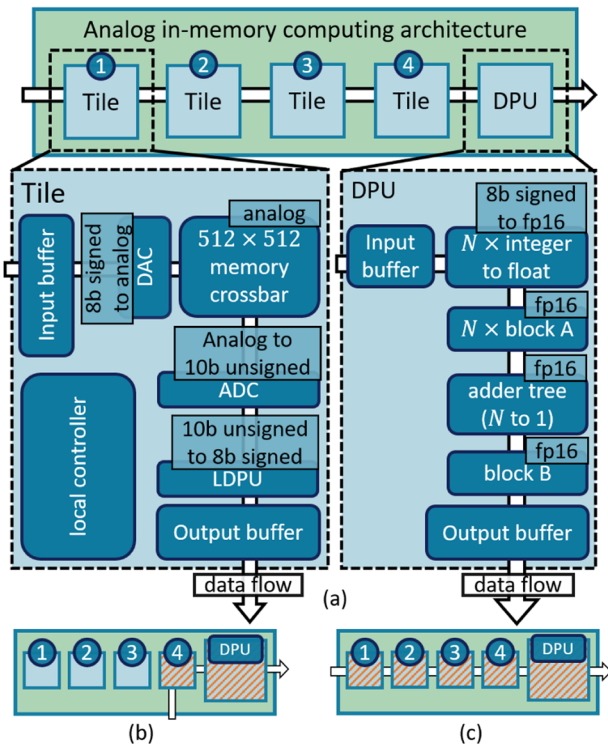 Analog in-memory computing architecture
1
2
3
4
Tile
Tile
Tile
Tile
DPU
Tile
Input buffer
8b signed
to analog
DAC
analog
512 × 512
memory
crossbar
Analog to
10b unsigned
ADC
10b unsigned
to 8b signed
LDPU
local controller
Output buffer
data flow
DPU
Input
buffer
8b signed
to fp16
N × integer
to float
fp16
N × block A
fp16
adder tree
(N to 1)
fp16
block B
Output buffer
data flow
(a)
1
2
3
4
DPU
(b)
1
2
3
4
DPU
(c)